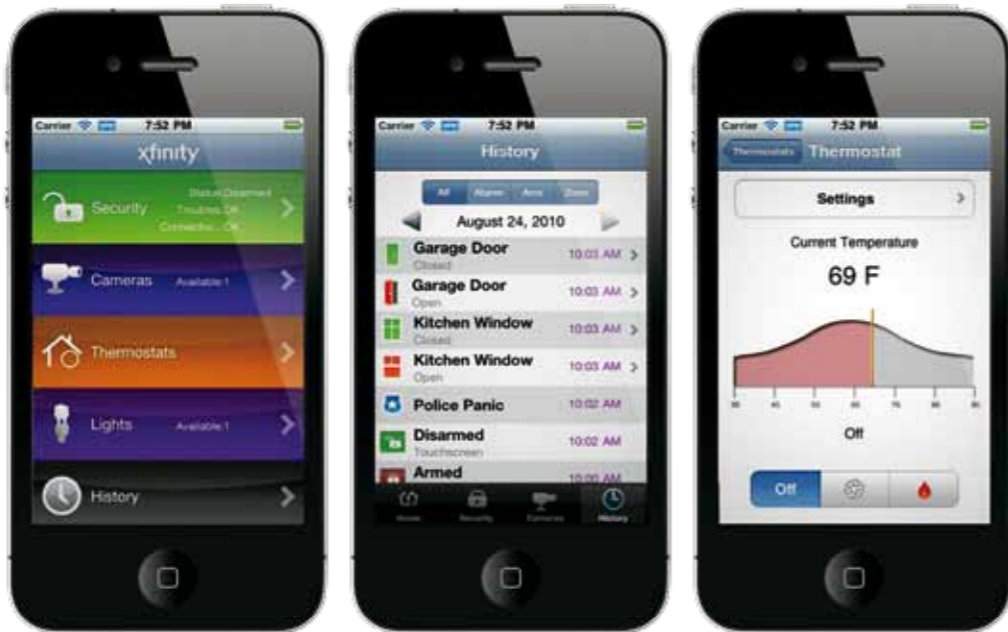 Carrier 7:52 PM
xfinity
Security
Status:Disarmed
Troubles:OK
OK
Cameras
Available:1
Thermostats
Lights
Available:1
History
Carrier 7:52 PM
History
All Alarms Arm Zone
August 24, 2010
Garage Door 10:03 AM
Closed
Garage Door 10:03 AM
Open
Kitchen Window 10:03 AM
Closed
Kitchen Window 10:03 AM
Open
Police Panic 10:02 AM
Disarmed 10:02 AM
Touchscreen
Armed 10:00 AM
Home Security Cameras History
Carrier 7:52 PM
Thermostats Thermostat
Settings
Current Temperature
69 F
Off
Off